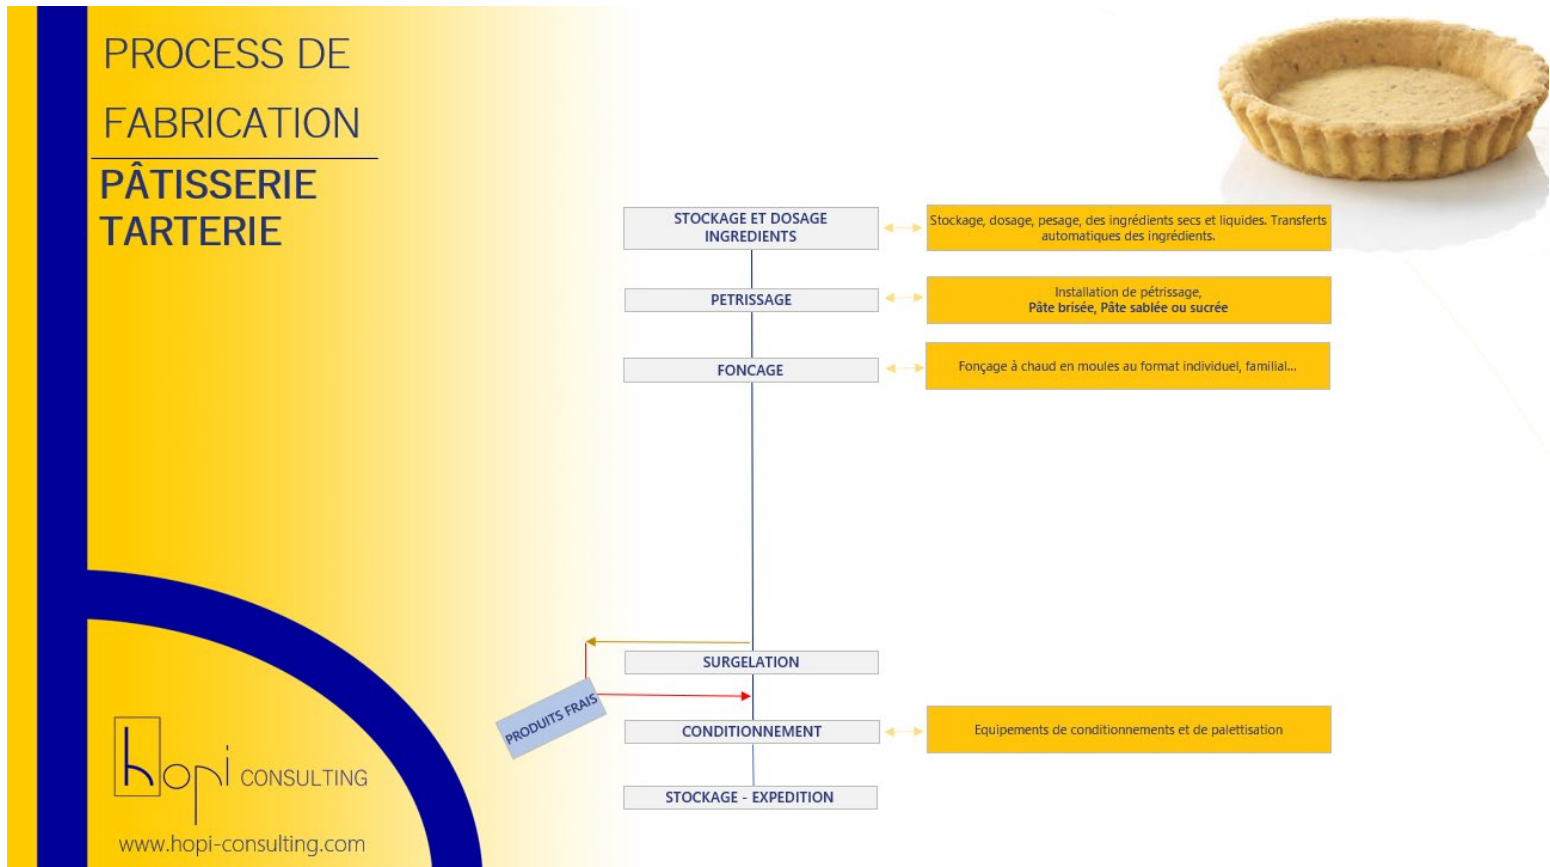 PROCESS DE
FABRICATION
PÂTISSERIE
TARTERIE
STOCKAGE ET DOSAGE
INGREDIENTS
Stockage, dosage, pesage, des ingrédients secs et liquides. Transferts
automatiques des ingrédients.
PETRISSAGE
Installation de pétrissage,
Pâte brisée, Pâte sablée ou sucrée
FONCAGE
Fonçage à chaud en moules au format individuel, familial...
SURGELATION
PRODUITS FRAIS
CONDITIONNEMENT
Equipements de conditionnements et de palettisation
STOCKAGE - EXPEDITION
hopi CONSULTING
www.hopi-consulting.com